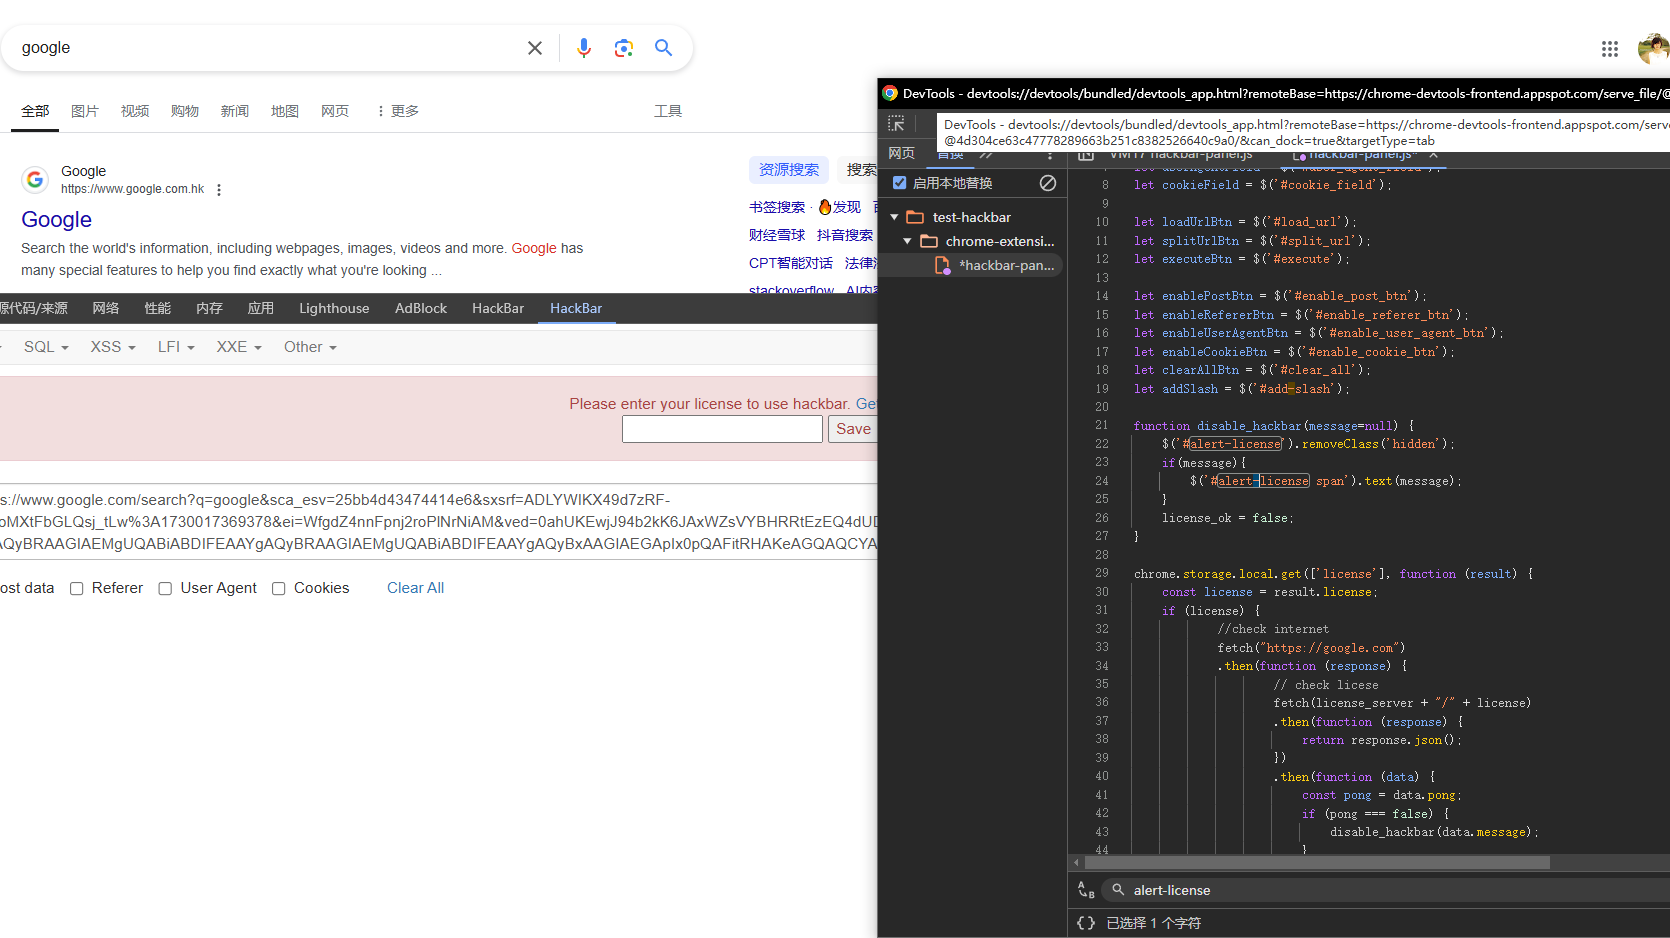 google
全部 图片 视频 购物 新闻 地图 网页 更多 工具
Google
https://www.google.com.hk
Google
Search the world's information, including webpages, images, videos and more. Google has
many special features to help you find exactly what you're looking ...
资源搜索 搜索
书签搜索 · 🔥发现
财经雪球 抖音搜索
CPT智能对话
stackoverflow
源代码/来源 网络 性能 内存 应用 Lighthouse AdBlock HackBar HackBar
SQL XSS LFI XXE Other
Please enter your license to use hackbar. Get
Save
s://www.google.com/search?q=google&sca_esv=25bb4d43474414e6&sxsrf=ADLYWIKX49d7zRF-
oMXtFbGLQsj_tLw%3A1730017369378&ei=WfgdZ4nnFpnj2roPlNrNiAM&ved=0ahUKEwjJ94b2kK6JAxWZsVYBHRRtEzEQ4dUD
AQyBRAAGIAEMgUQABiABDIFEAAYgAQyBRAAGIAEMgUQABiABDIFEAAYgAQyBxAAGIAEGApIx0pQAFitRHAKeAGQAQCYA
ost data Referer User Agent Cookies Clear All
DevTools - devtools://devtools/bundled/devtools_app.html?remoteBase=https://chrome-devtools-frontend.appspot.com/serve_file/@
DevTools - devtools://devtools/bundled/devtools_app.html?remoteBase=https://chrome-devtools-frontend.appspot.com/serve
@4d304ce63c47778289663b251c8382526640c9a0/&can_dock=true&targetType=tab
网页 替换 VM17 hackbar-panel.js hackbar-panel.js*
启用本地替换
test-hackbar
chrome-extensi...
*hackbar-pan...
7 let userAgentField = $('#user_agent_field');
8 let cookieField = $('#cookie_field');
9
10 let loadUrlBtn = $('#load_url');
11 let splitUrlBtn = $('#split_url');
12 let executeBtn = $('#execute');
13
14 let enablePostBtn = $('#enable_post_btn');
15 let enableRefererBtn = $('#enable_referer_btn');
16 let enableUserAgentBtn = $('#enable_user_agent_btn');
17 let enableCookieBtn = $('#enable_cookie_btn');
18 let clearAllBtn = $('#clear_all');
19 let addSlash = $('#add-slash');
20
21 function disable_hackbar(message=null) {
22 $('#alert-license').removeClass('hidden');
23 if(message){
24 $('#alert-license span').text(message);
25 }
26 license_ok = false;
27 }
28
29 chrome.storage.local.get(['license'], function (result) {
30 const license = result.license;
31 if (license) {
32 //check internet
33 fetch("https://google.com")
34 .then(function (response) {
35 // check licese
36 fetch(license_server + "/" + license)
37 .then(function (response) {
38 return response.json();
39 })
40 .then(function (data) {
41 const pong = data.pong;
42 if (pong === false) {
43 disable_hackbar(data.message);
44 }
alert-license
{} 已选择 1 个字符